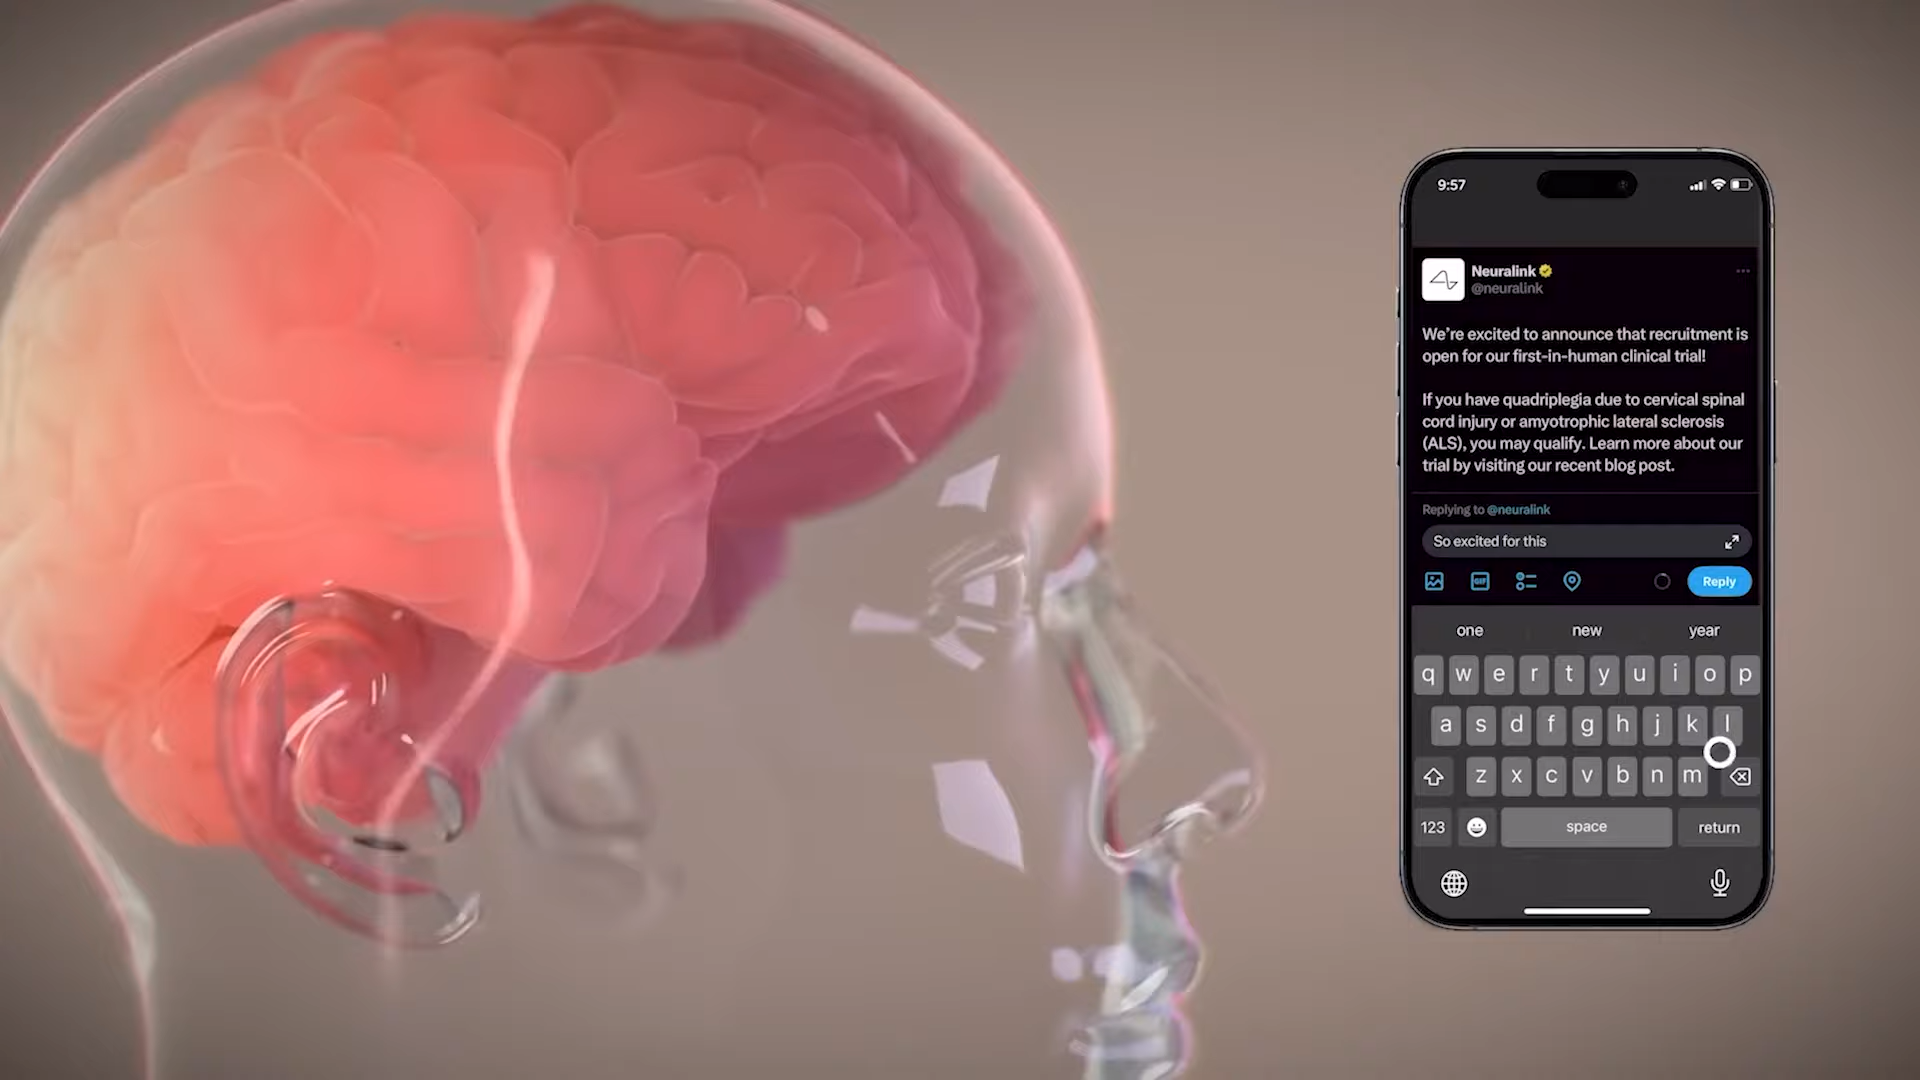 9:57
Neuralink
@neuralink
We're excited to announce that recruitment is
open for our first-in-human clinical trial!
If you have quadriplegia due to cervical spinal
cord injury or amyotrophic lateral sclerosis
(ALS), you may qualify. Learn more about our
trial by visiting our recent blog post.
Replying to @neuralink
So excited for this
GIF
Reply
one new year
q w e r t y u i o p
a s d f g h j k l
z x c v b n m
123 space return